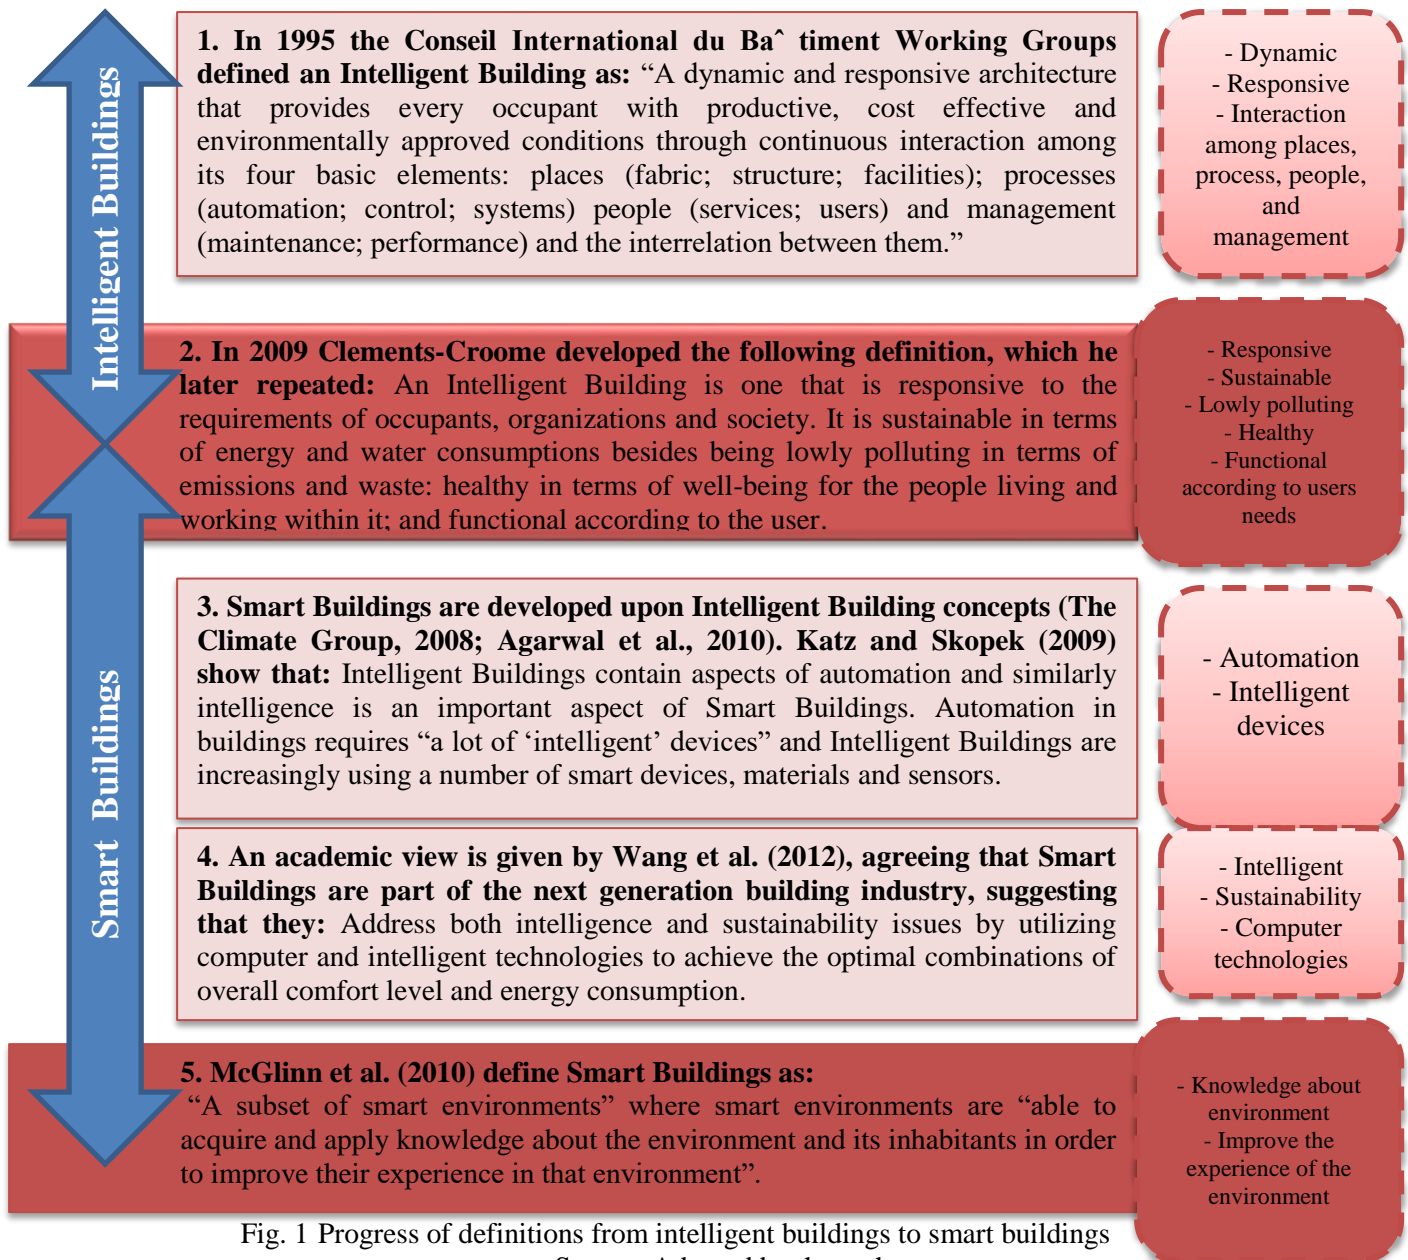 Intelligent Buildings
1. In 1995 the Conseil International du Baˆ timent Working Groups
defined an Intelligent Building as: “A dynamic and responsive architecture
that provides every occupant with productive, cost effective and
environmentally approved conditions through continuous interaction among
its four basic elements: places (fabric; structure; facilities); processes
(automation; control; systems) people (services; users) and management
(maintenance; performance) and the interrelation between them.”
- Dynamic
- Responsive
- Interaction
among places,
process, people,
and
management
2. In 2009 Clements-Croome developed the following definition, which he
later repeated: An Intelligent Building is one that is responsive to the
requirements of occupants, organizations and society. It is sustainable in terms
of energy and water consumptions besides being lowly polluting in terms of
emissions and waste: healthy in terms of well-being for the people living and
working within it; and functional according to the user.
- Responsive
- Sustainable
- Lowly polluting
- Healthy
- Functional
according to users
needs
Smart Buildings
3. Smart Buildings are developed upon Intelligent Building concepts (The
Climate Group, 2008; Agarwal et al., 2010). Katz and Skopek (2009)
show that: Intelligent Buildings contain aspects of automation and similarly
intelligence is an important aspect of Smart Buildings. Automation in
buildings requires “a lot of ‘intelligent’ devices” and Intelligent Buildings are
increasingly using a number of smart devices, materials and sensors.
- Automation
- Intelligent
devices
4. An academic view is given by Wang et al. (2012), agreeing that Smart
Buildings are part of the next generation building industry, suggesting
that they: Address both intelligence and sustainability issues by utilizing
computer and intelligent technologies to achieve the optimal combinations of
overall comfort level and energy consumption.
- Intelligent
- Sustainability
- Computer
technologies
5. McGlinn et al. (2010) define Smart Buildings as:
“A subset of smart environments” where smart environments are “able to
acquire and apply knowledge about the environment and its inhabitants in order
to improve their experience in that environment”.
- Knowledge about
environment
- Improve the
experience of the
environment
Fig. 1 Progress of definitions from intelligent buildings to smart buildings